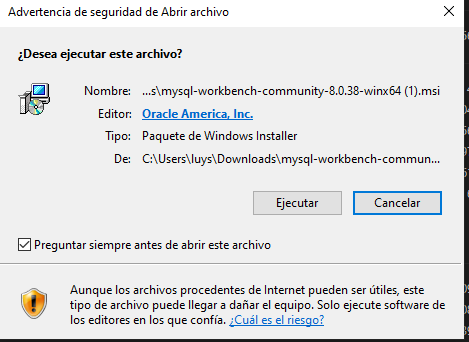 Advertencia de seguridad de Abrir archivo
¿Desea ejecutar este archivo?
Nombre: ...s\mysql-workbench-community-8.0.38-winx64 (1).msi
Editor: Oracle America, Inc.
Tipo: Paquete de Windows Installer
De: C:\Users\luys\Downloads\mysql-workbench-commun...
Ejecutar Cancelar
Preguntar siempre antes de abrir este archivo
Aunque los archivos procedentes de Internet pueden ser útiles, este
tipo de archivo puede llegar a dañar el equipo. Solo ejecute software de
los editores en los que confía. ¿Cuál es el riesgo?